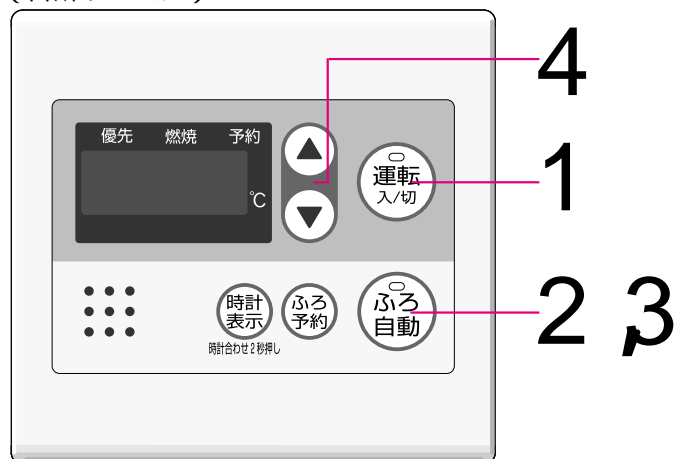 4
優先 燃焼 予約
℃
運転
入/切
1
時計
表示
ふろ
予約
ふろ
自動
2,3
時計合わせ2秒押し